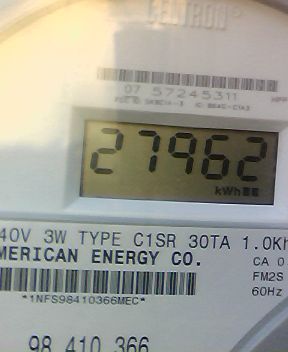 CENTRON®
07 57245311
27962
kWh
40V 3W TYPE C1SR 30TA 1.0Kh
MERICAN ENERGY CO.
CA 0
FM2S
60Hz
*1NFS98410366MEC*
98 410 366